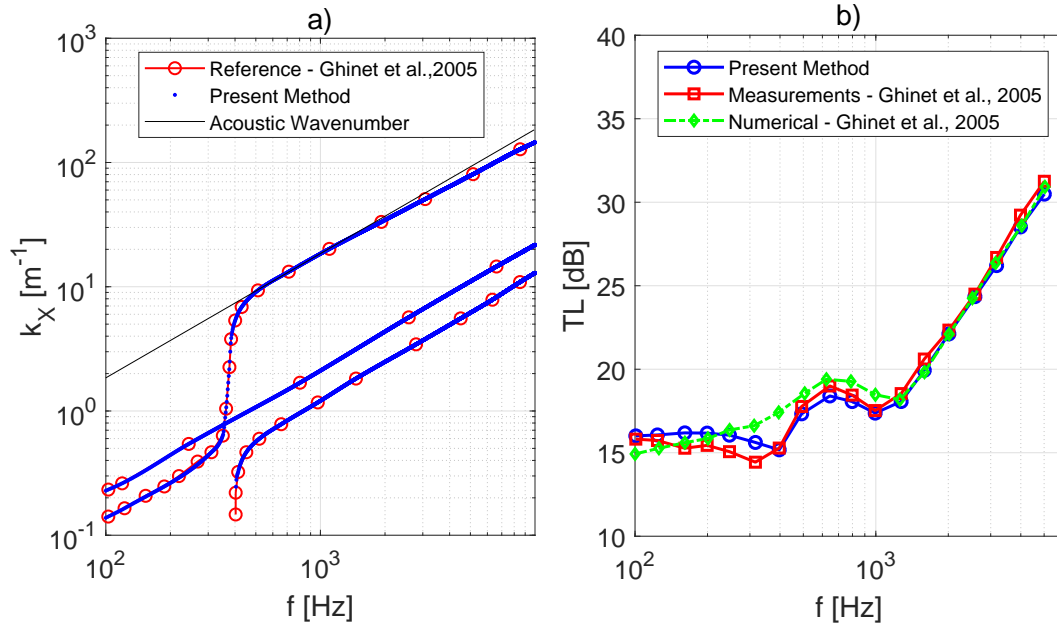 a)
10^3
10^2
10^1
10^0
10^-1
k_X [m^-1]
Reference - Ghinet et al.,2005
Present Method
Acoustic Wavenumber
10^2
10^3
f [Hz]
b)
40
35
30
25
20
15
10
TL [dB]
Present Method
Measurements - Ghinet et al., 2005
Numerical - Ghinet et al., 2005
10^2
10^3
f [Hz]